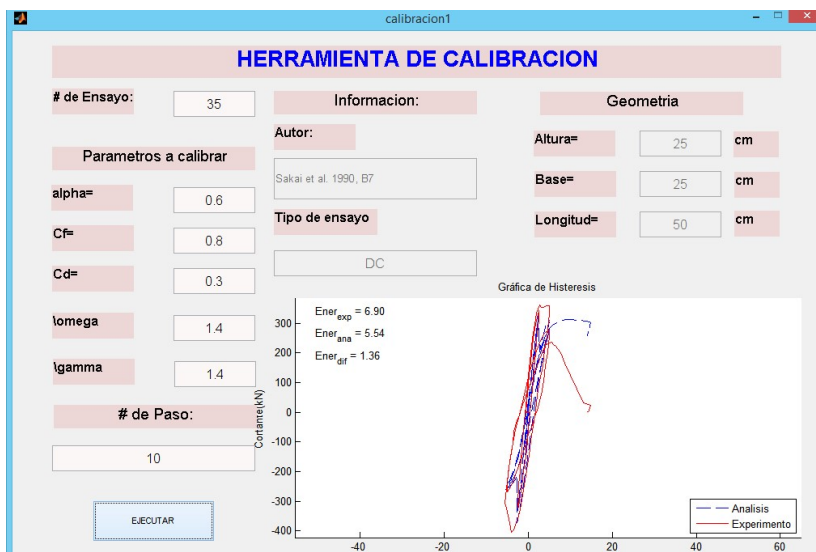 calibracion1
HERRAMIENTA DE CALIBRACION
# de Ensayo:
35
Parametros a calibrar
alpha=
0.6
Cf=
0.8
Cd=
0.3
\omega
1.4
\gamma
1.4
# de Paso:
10
EJECUTAR
Informacion:
Autor:
Sakai et al. 1990, B7
Tipo de ensayo
DC
Geometria
Altura=
25
cm
Base=
25
cm
Longitud=
50
cm
Gráfica de Histeresis
Ener_exp = 6.90
Ener_ana = 5.54
Ener_dif = 1.36
Cortante(kN)
300
200
100
0
-100
-200
-300
-400
-40
-20
0
20
40
60
Analisis
Experimento